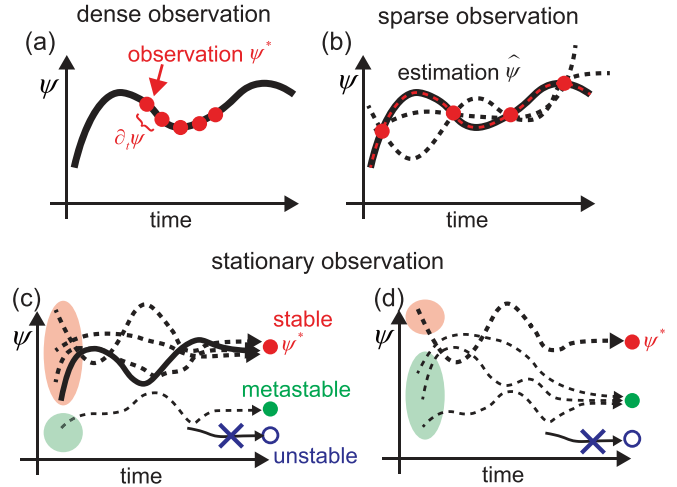 dense observation
sparse observation
(a)
observation ψ*
ψ
∂ₜψ
time
(b)
estimation ψ̂
ψ
time
stationary observation
(c)
ψ
stable
ψ*
metastable
unstable
time
(d)
ψ
ψ*
time